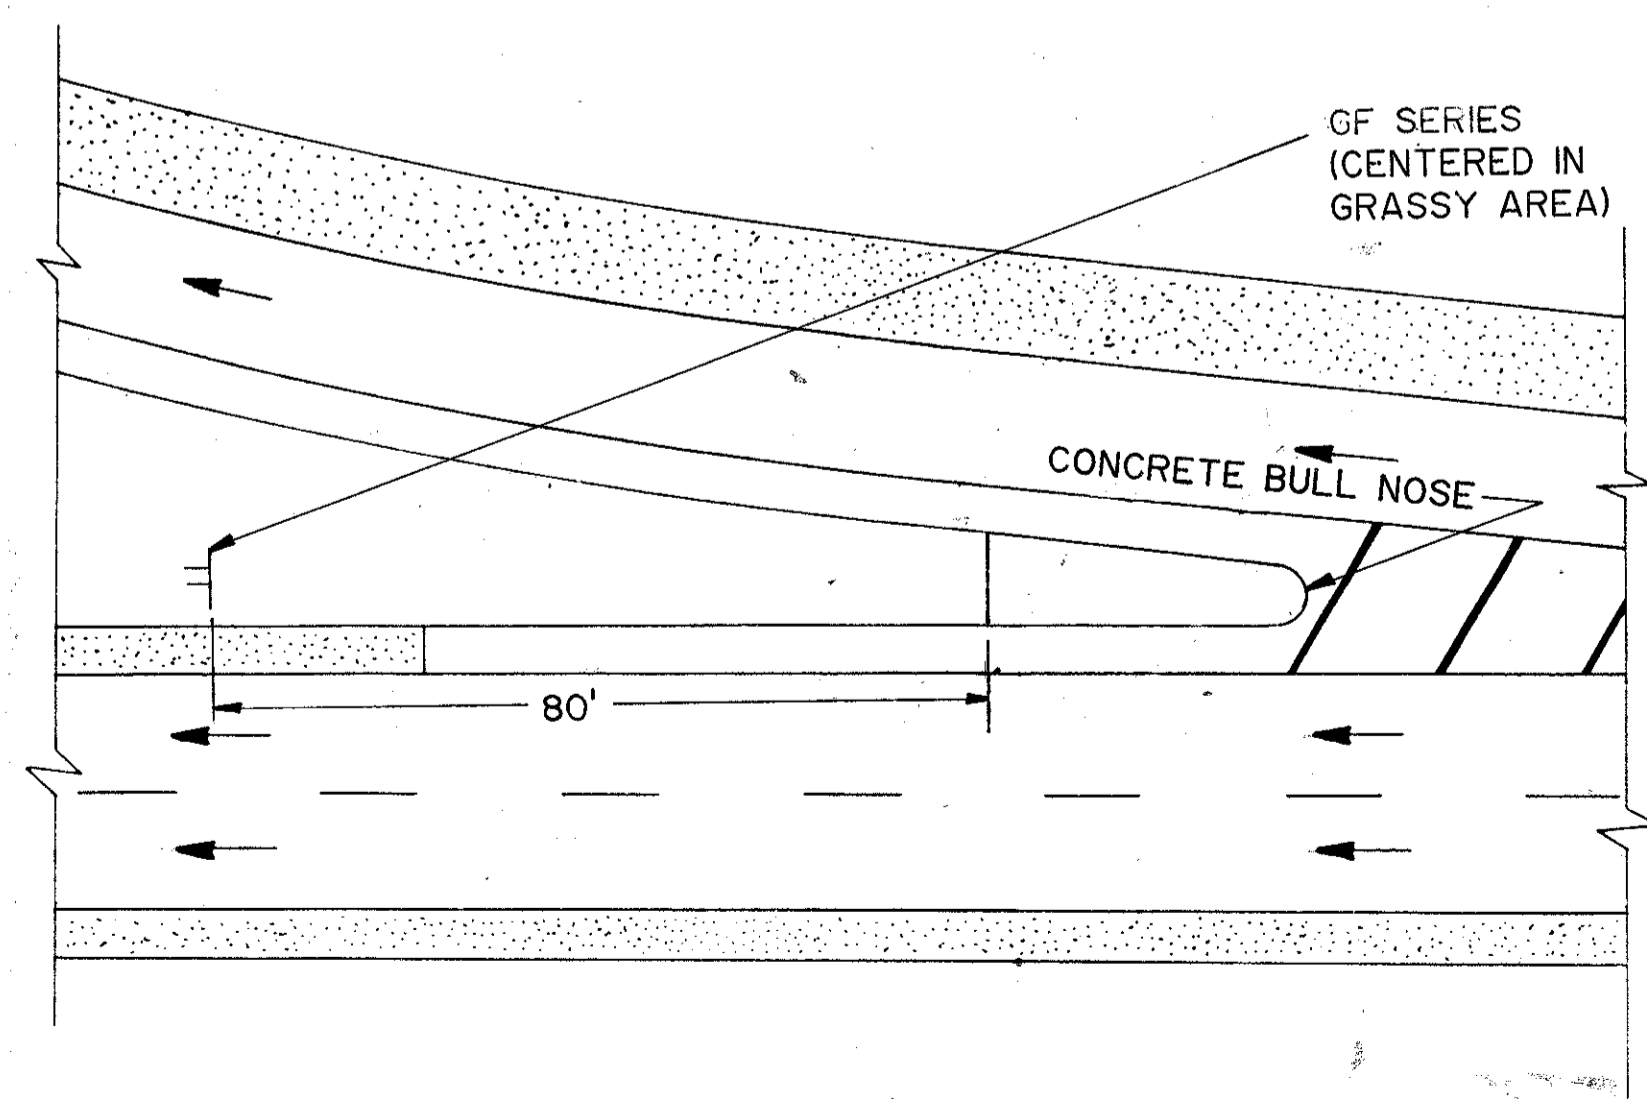 GF SERIES
(CENTERED IN
GRASSY AREA)
CONCRETE BULL NOSE
80'